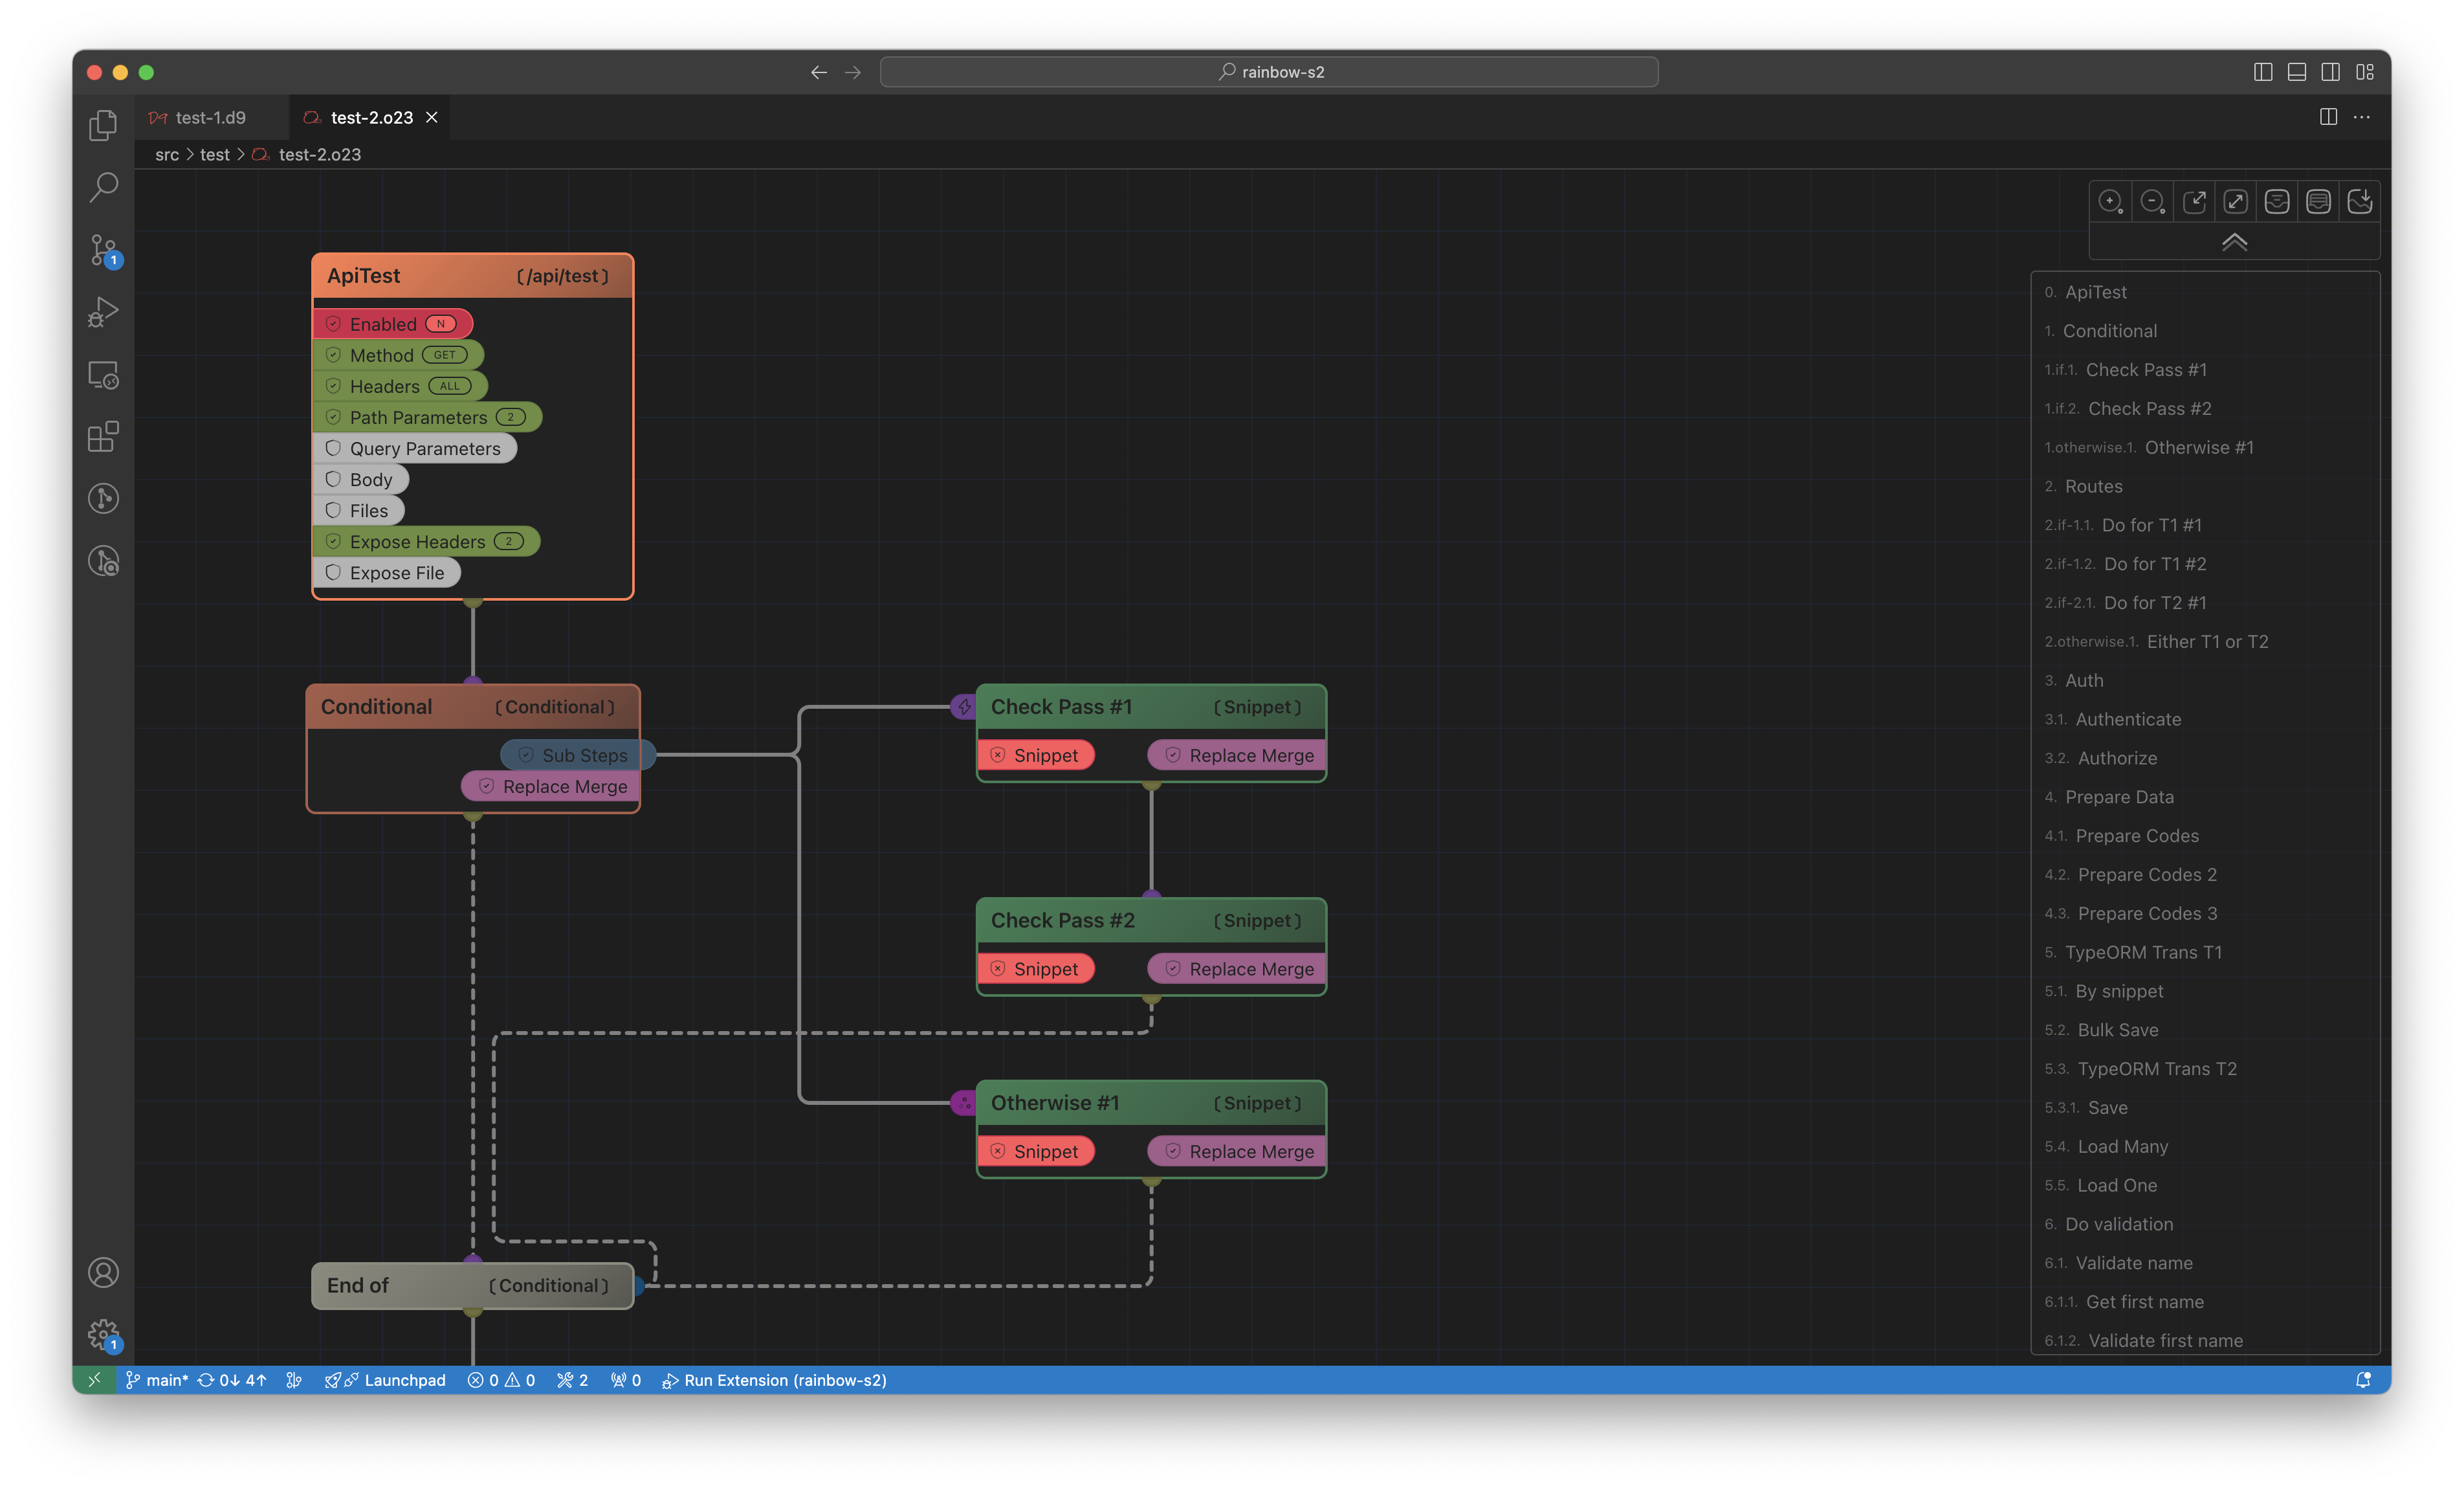 rainbow-s2
test-1.d9
test-2.o23
src > test > test-2.o23
ApiTest (/api/test)
Enabled N
Method GET
Headers ALL
Path Parameters 2
Query Parameters
Body
Files
Expose Headers 2
Expose File
Conditional (Conditional)
Sub Steps
Replace Merge
Check Pass #1 (Snippet)
Snippet Replace Merge
Check Pass #2 (Snippet)
Snippet Replace Merge
Otherwise #1 (Snippet)
Snippet Replace Merge
End of (Conditional)
0. ApiTest
1. Conditional
1.if.1. Check Pass #1
1.if.2. Check Pass #2
1.otherwise.1. Otherwise #1
2. Routes
2.if-1.1. Do for T1 #1
2.if-1.2. Do for T1 #2
2.if-2.1. Do for T2 #1
2.otherwise.1. Either T1 or T2
3. Auth
3.1. Authenticate
3.2. Authorize
4. Prepare Data
4.1. Prepare Codes
4.2. Prepare Codes 2
4.3. Prepare Codes 3
5. TypeORM Trans T1
5.1. By snippet
5.2. Bulk Save
5.3. TypeORM Trans T2
5.3.1. Save
5.4. Load Many
5.5. Load One
6. Do validation
6.1. Validate name
6.1.1. Get first name
6.1.2. Validate first name
1
1
main* 0↓ 4↑ Launchpad 0 0 2 0 Run Extension (rainbow-s2)